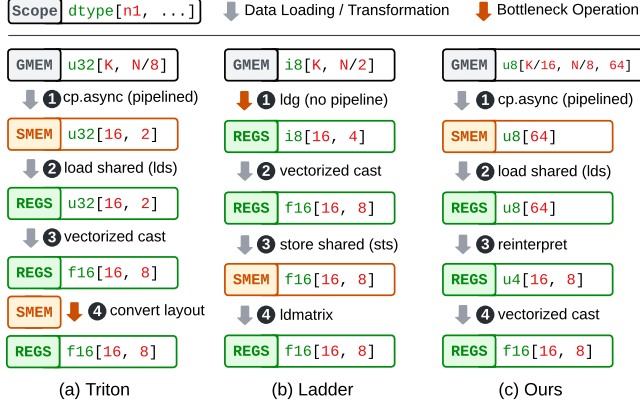 Scope dtype[n1, ...] Data Loading / Transformation Bottleneck Operation
GMEM u32[K, N/8]
1 cp.async (pipelined)
SMEM u32[16, 2]
2 load shared (lds)
REGS u32[16, 2]
3 vectorized cast
REGS f16[16, 8]
SMEM 4 convert layout
REGS f16[16, 8]
(a) Triton
GMEM i8[K, N/2]
1 ldg (no pipeline)
REGS i8[16, 4]
2 vectorized cast
REGS f16[16, 8]
3 store shared (sts)
SMEM f16[16, 8]
4 ldmatrix
REGS f16[16, 8]
(b) Ladder
GMEM u8[K/16, N/8, 64]
1 cp.async (pipelined)
SMEM u8[64]
2 load shared (lds)
REGS u8[64]
3 reinterpret
REGS u4[16, 8]
4 vectorized cast
REGS f16[16, 8]
(c) Ours